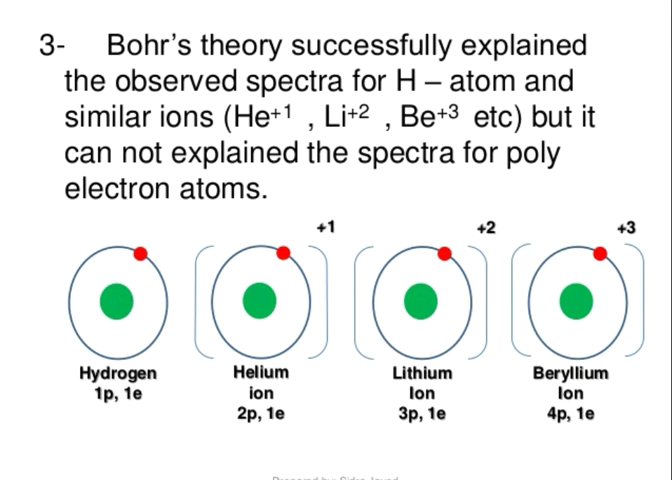 3- Bohr’s theory successfully explained
the observed spectra for H – atom and
similar ions (He+1 , Li+2 , Be+3 etc) but it
can not explained the spectra for poly
electron atoms.
+1 +2 +3
Hydrogen Helium Lithium Beryllium
1p, 1e ion Ion Ion
2p, 1e 3p, 1e 4p, 1e